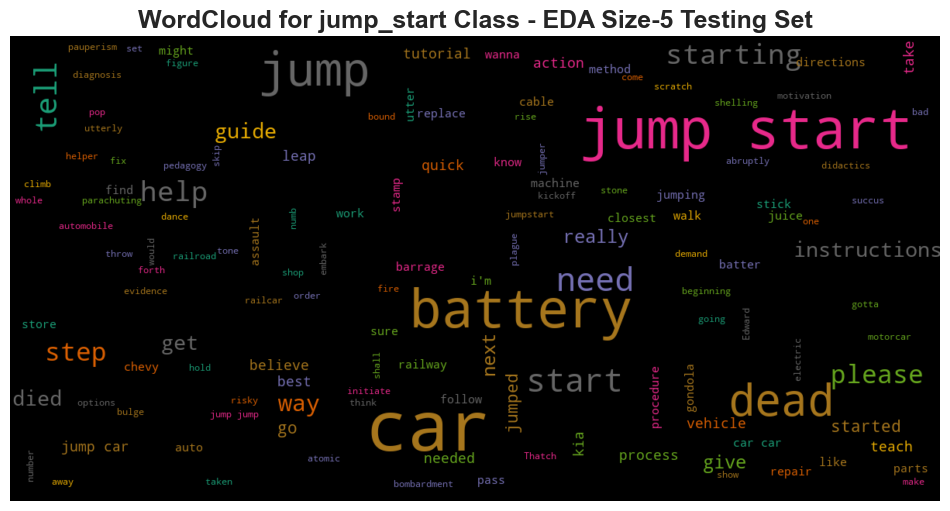 WordCloud for jump_start Class - EDA Size-5 Testing Set
pauperism
set
might
figure
tell
diagnosis
pop
utterly
jump
tutorial
wanna
action
method
starting
directions
take
come
scratch
motivation
utter
replace
cable
rise
shelling
bad
jump start
guide
bound
helper
fix
pedagogy
skip
leap
quick
know
jumper
abruptly
didactics
climb
find
help
parachuting
whole
stamp
machine
kickoff
stone
jumping
stick
succus
automobile
dance
numb
work
jumpstart
closest
walk
juice
one
throw
would
tone
railroad
forth
assault
embark
really
plague
demand
batter
instructions
barrage
evidence
railcar
shop
order
fire
i'm
need
beginning
gotta
battery
going
Edward
motorcar
store
step
get
sure
chevy
hold
believe
best
shall
railway
next
start
electric
please
initiate
think
follow
gondola
died
options
bulge
risky
jump jump
way
go
jumped
procedure
dead
vehicle
started
car
kia
car car
teach
jump car
auto
needed
process
give
like
number
atomic
Thatch
show
repair
parts
away
taken
bombardment
pass
make